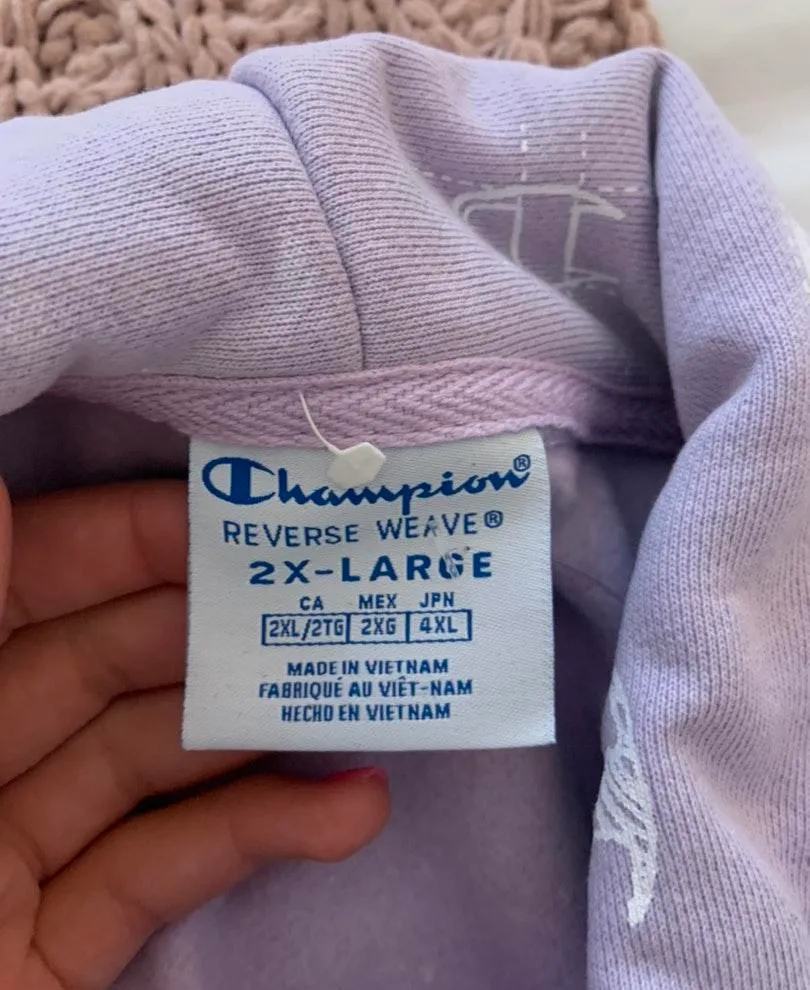 Champion®
REVERSE WEAVE®
2X-LARGE
CA MEX JPN
2XL/2TG 2XG 4XL
MADE IN VIETNAM
FABRIQUÉ AU VIÊT-NAM
HECHO EN VIETNAM